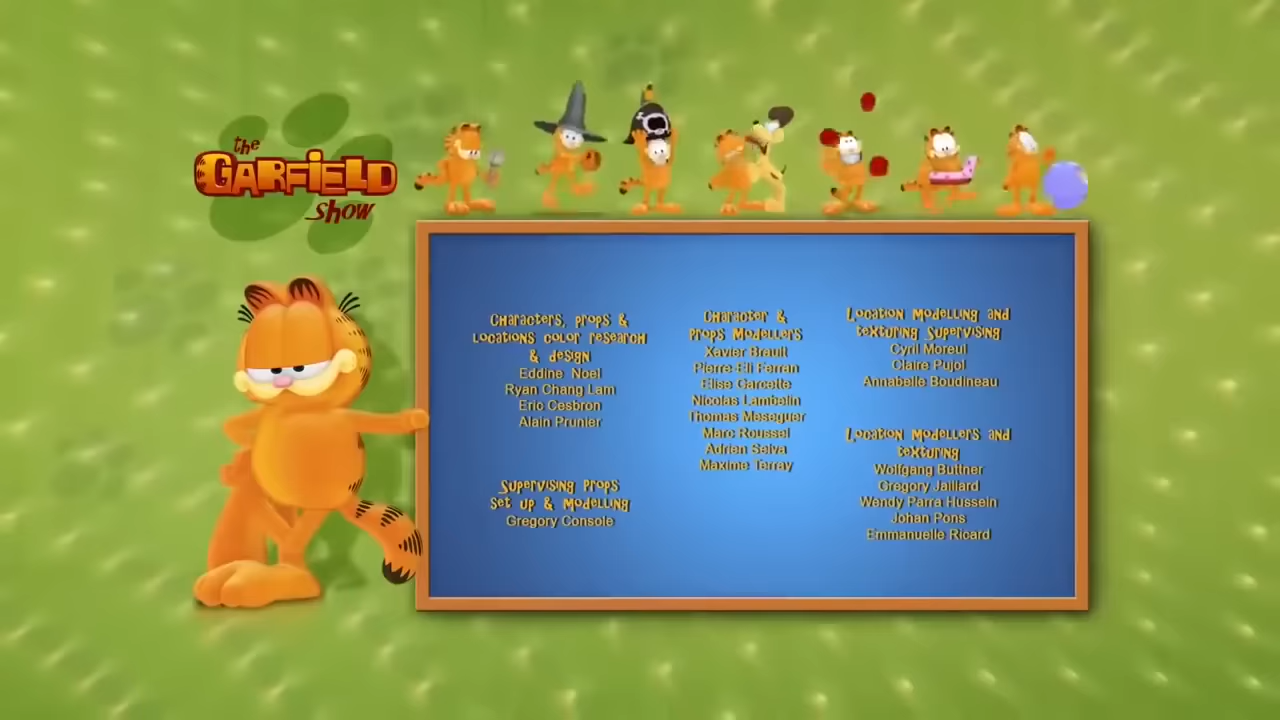 the
GARFIELD
show
Characters, props &
Locations color research
& design
Eddine Noel
Ryan Chang Lam
Eric Cesbron
Alain Prunier
Supervising Props
Set up & Modelling
Gregory Console
Character &
Props Modellers
Xavier Brault
Pierre Eli Ferran
Elise Garcette
Nicolas Lambelin
Thomas Meseguer
Marc Roussel
Adrien Selva
Maxime Terray
Location Modelling and
texturing Supervising
Cyril Moreul
Claire Pujol
Annabelle Boudineau
Location Modellers and
texturing
Wolfgang Buttner
Gregory Jaillard
Wendy Parra Hussein
Johan Pons
Emmanuelle Ricard